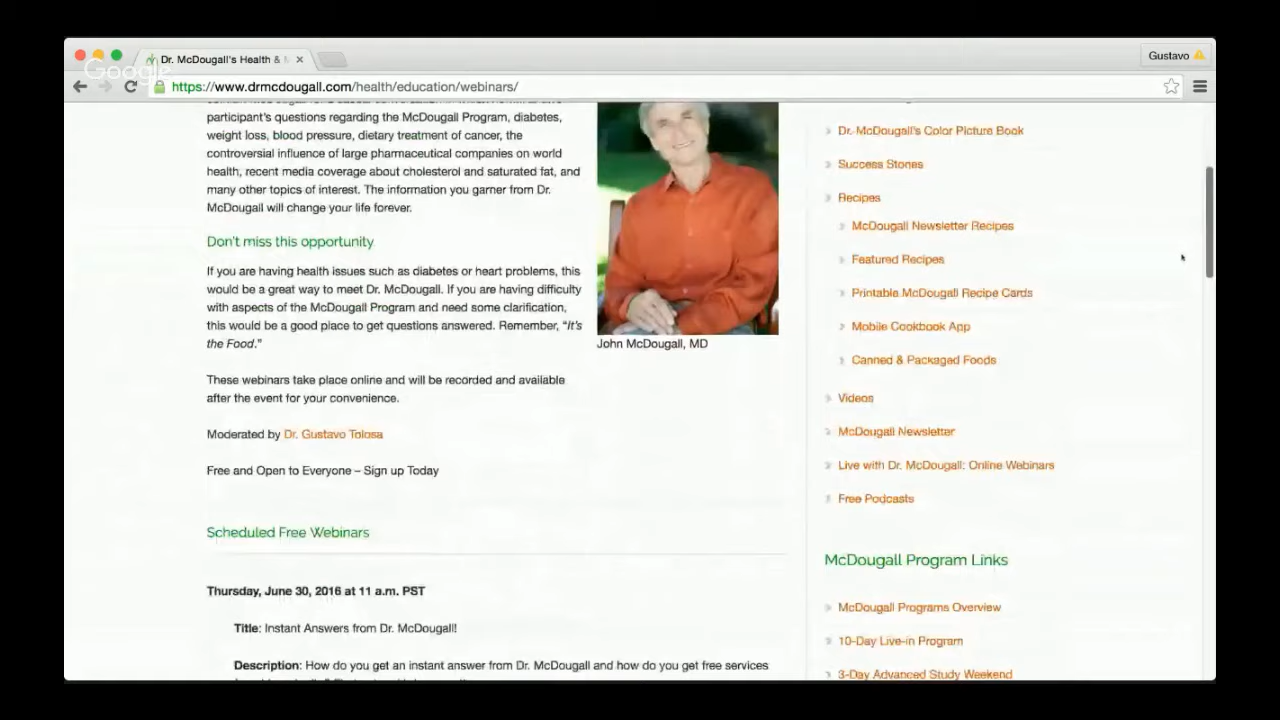 Dr. McDougall's Health &
Gustavo
Google
https://www.drmcdougall.com/health/education/webinars/
participant's questions regarding the McDougall Program, diabetes,
weight loss, blood pressure, dietary treatment of cancer, the
controversial influence of large pharmaceutical companies on world
health, recent media coverage about cholesterol and saturated fat, and
many other topics of interest. The information you garner from Dr.
McDougall will change your life forever.
Don't miss this opportunity
If you are having health issues such as diabetes or heart problems, this
would be a great way to meet Dr. McDougall. If you are having difficulty
with aspects of the McDougall Program and need some clarification,
this would be a good place to get questions answered. Remember, "It's
the Food."
John McDougall, MD
These webinars take place online and will be recorded and available
after the event for your convenience.
Moderated by Dr. Gustavo Tolosa
Free and Open to Everyone – Sign up Today
Scheduled Free Webinars
Thursday, June 30, 2016 at 11 a.m. PST
Title: Instant Answers from Dr. McDougall!
Description: How do you get an instant answer from Dr. McDougall and how do you get free services
Dr. McDougall's Color Picture Book
Success Stories
Recipes
McDougall Newsletter Recipes
Featured Recipes
Printable McDougall Recipe Cards
Mobile Cookbook App
Canned & Packaged Foods
Videos
McDougall Newsletter
Live with Dr. McDougall: Online Webinars
Free Podcasts
McDougall Program Links
McDougall Programs Overview
10-Day Live-in Program
3-Day Advanced Study Weekend